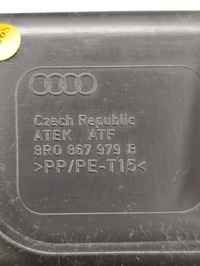 Czech Republic
ATEK ATF
8R0 867 979 B
>PP/PE-T15<